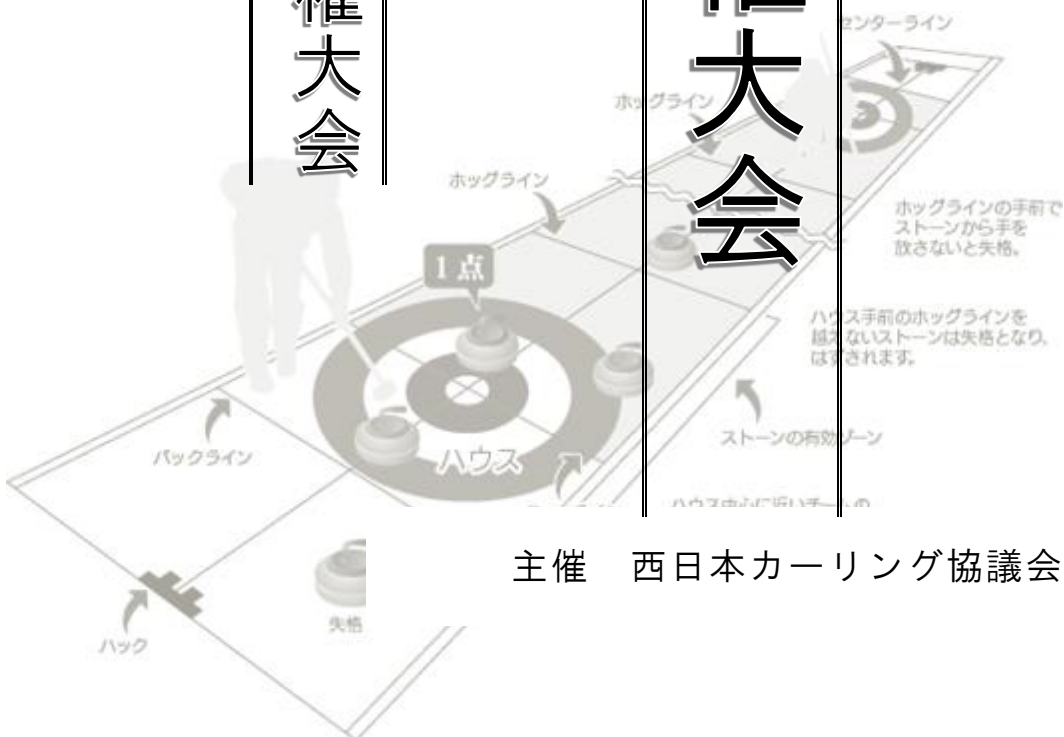 権大会
権大会
センターライン
ホッグライン
ホッグライン
ホッグラインの手前で
ストーンから手を
放さないと失格。
1点
ハウス手前のホッグラインを
越えないストーンは失格となり、
はずされます。
ストーンの有効ゾーン
バックライン
ハウス
主催 西日本カーリング協議会
失格
ハック